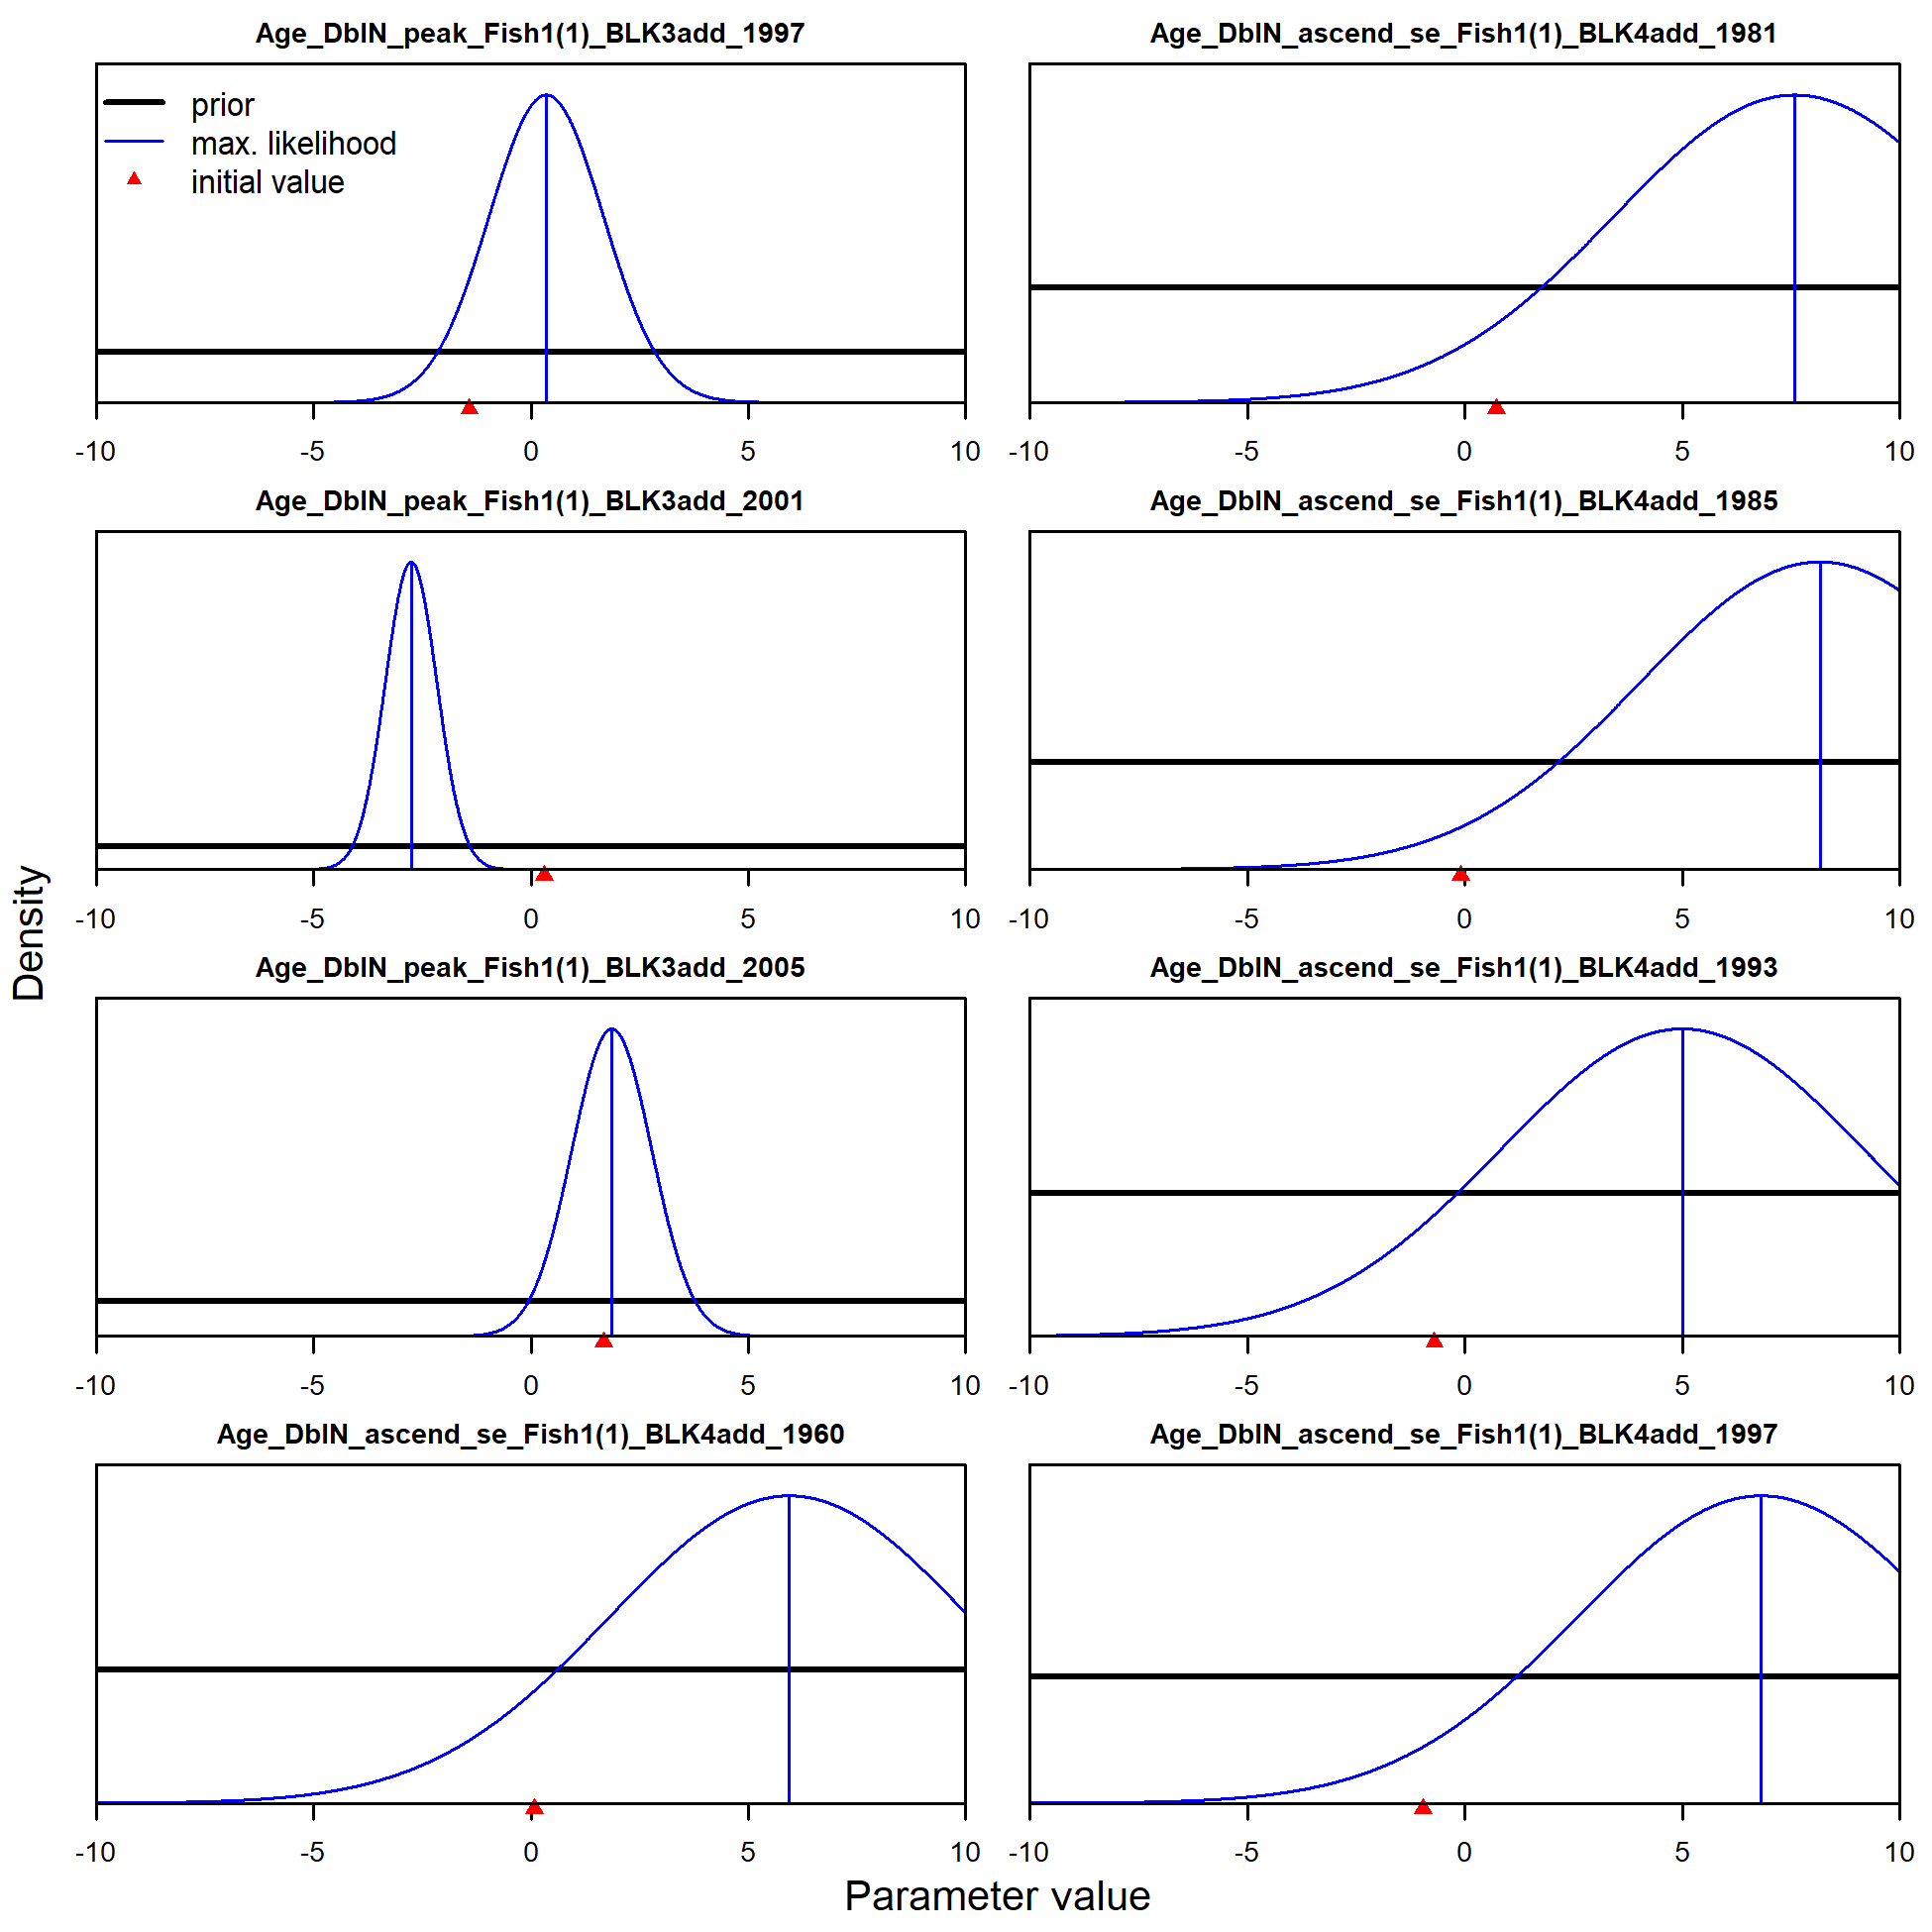 Age_DblN_peak_Fish1(1)_BLK3add_1997
prior
max. likelihood
initial value
-10 -5 0 5 10
Age_DblN_ascend_se_Fish1(1)_BLK4add_1981
-10 -5 0 5 10
Age_DblN_peak_Fish1(1)_BLK3add_2001
-10 -5 0 5 10
Age_DblN_ascend_se_Fish1(1)_BLK4add_1985
-10 -5 0 5 10
Age_DblN_peak_Fish1(1)_BLK3add_2005
-10 -5 0 5 10
Age_DblN_ascend_se_Fish1(1)_BLK4add_1993
-10 -5 0 5 10
Age_DblN_ascend_se_Fish1(1)_BLK4add_1960
-10 -5 0 5 10
Age_DblN_ascend_se_Fish1(1)_BLK4add_1997
-10 -5 0 5 10
Density
Parameter value